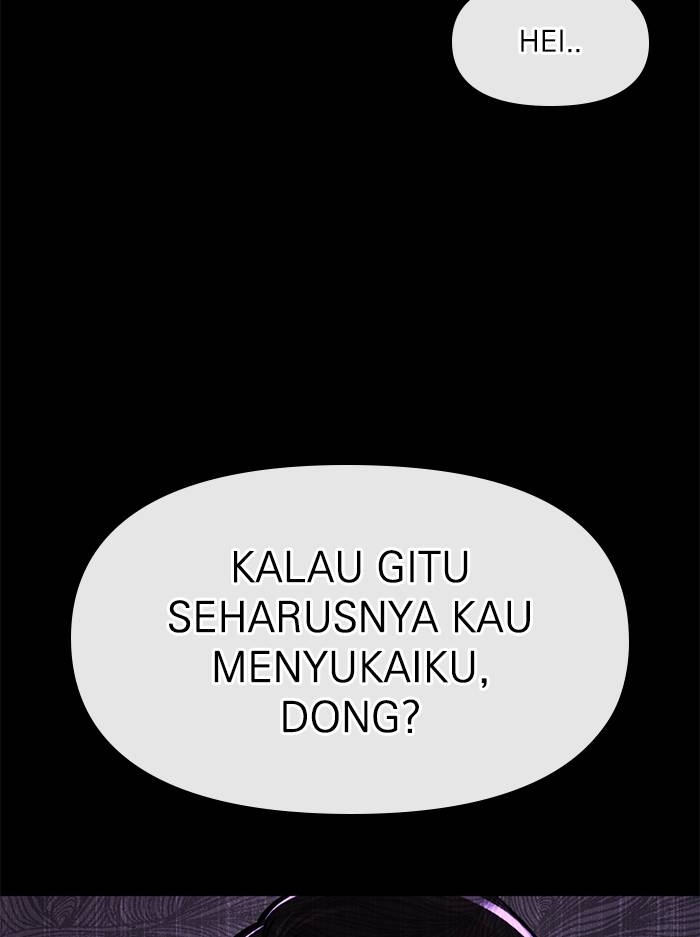 HEI..
KALAU GITU
SEHARUSNYA KAU
MENYUKAIKU,
DONG?